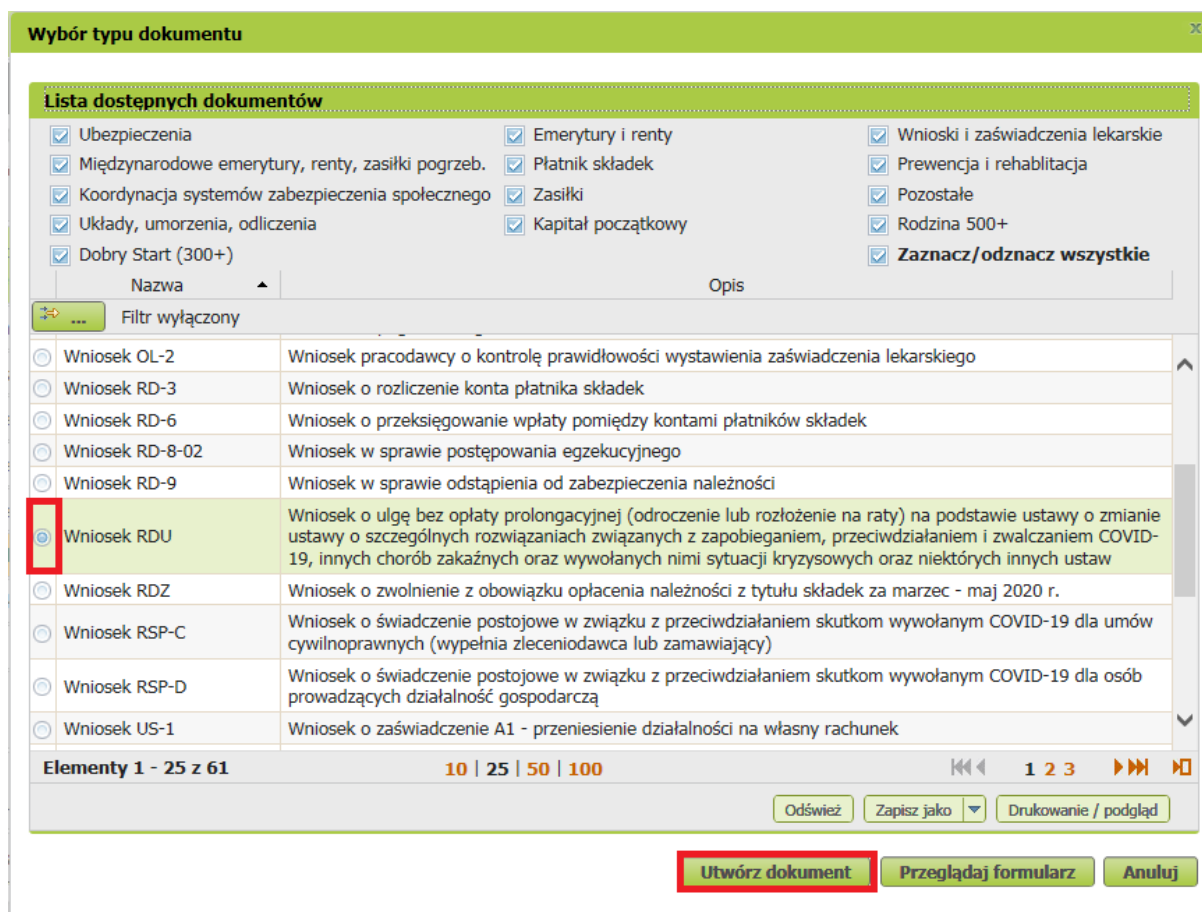 Wybór typu dokumentu
x
Lista dostępnych dokumentów
Ubezpieczenia Emerytury i renty Wnioski i zaświadczenia lekarskie
Międzynarodowe emerytury, renty, zasiłki pogrzeb. Płatnik składek Prewencja i rehablitacja
Koordynacja systemów zabezpieczenia społecznego Zasiłki Pozostałe
Układy, umorzenia, odliczenia Kapitał początkowy Rodzina 500+
Dobry Start (300+) Zaznacz/odznacz wszystkie
Nazwa Opis
... Filtr wyłączony
Wniosek OL-2 Wniosek pracodawcy o kontrolę prawidłowości wystawienia zaświadczenia lekarskiego
Wniosek RD-3 Wniosek o rozliczenie konta płatnika składek
Wniosek RD-6 Wniosek o przeksięgowanie wpłaty pomiędzy kontami płatników składek
Wniosek RD-8-02 Wniosek w sprawie postępowania egzekucyjnego
Wniosek RD-9 Wniosek w sprawie odstąpienia od zabezpieczenia należności
Wniosek RDU Wniosek o ulgę bez opłaty prolongacyjnej (odroczenie lub rozłożenie na raty) na podstawie ustawy o zmianie
ustawy o szczególnych rozwiązaniach związanych z zapobieganiem, przeciwdziałaniem i zwalczaniem COVID-
19, innych chorób zakaźnych oraz wywołanych nimi sytuacji kryzysowych oraz niektórych innych ustaw
Wniosek RDZ Wniosek o zwolnienie z obowiązku opłacenia należności z tytułu składek za marzec - maj 2020 r.
Wniosek RSP-C Wniosek o świadczenie postojowe w związku z przeciwdziałaniem skutkom wywołanym COVID-19 dla umów
cywilnoprawnych (wypełnia zleceniodawca lub zamawiający)
Wniosek RSP-D Wniosek o świadczenie postojowe w związku z przeciwdziałaniem skutkom wywołanym COVID-19 dla osób
prowadzących działalność gospodarczą
Wniosek US-1 Wniosek o zaświadczenie A1 - przeniesienie działalności na własny rachunek
Elementy 1 - 25 z 61 10 | 25 | 50 | 100 1 2 3
Odśwież Zapisz jako Drukowanie / podgląd
Utwórz dokument Przeglądaj formularz Anuluj